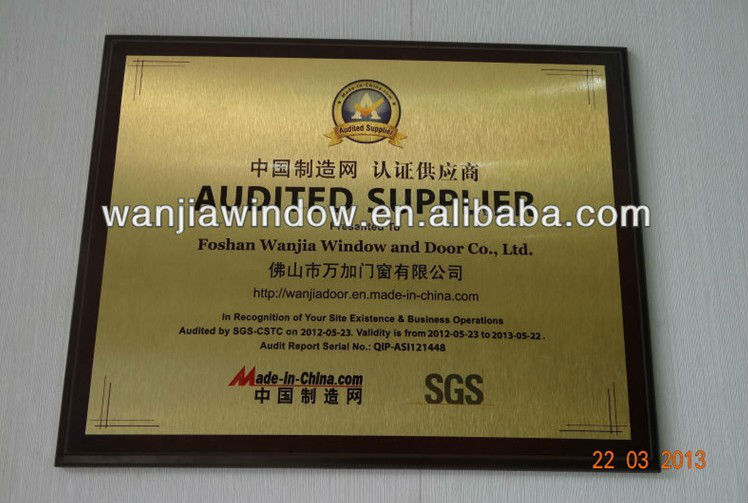 Made-in-China.com
Audited Supplier
中国制造网 认证供应商
AUDITED SUPPLIER
wanjiawindow.en.alibaba.com
Presented To
Foshan Wanjia Window and Door Co., Ltd.
佛山市万加门窗有限公司
http://wanjiadoor.en.made-in-china.com
In Recognition of Your Site Existence & Business Operations
Audited by SGS-CSTC on 2012-05-23. Validity is from 2012-05-23 to 2013-05-22.
Audit Report Serial No.: QIP-ASI121448
Made-in-China.com
中国制造网
SGS
22 03 2013